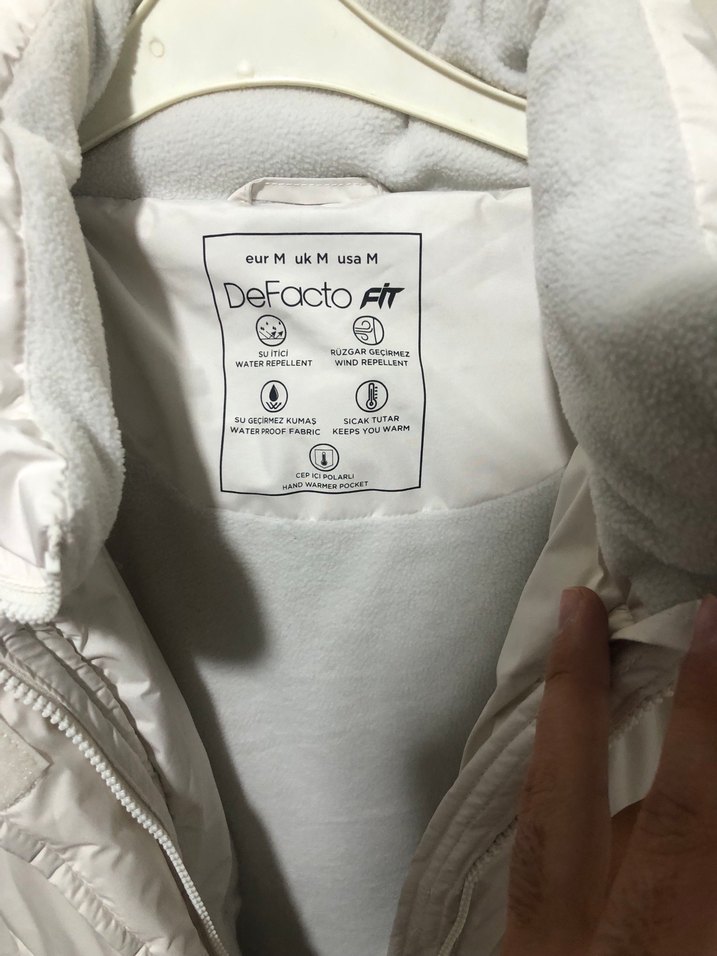 eur M uk M usa M
DeFacto FiT
SU İTİCİ
WATER REPELLENT
RÜZGAR GEÇİRMEZ
WIND REPELLENT
SU GEÇİRMEZ KUMAŞ
WATER PROOF FABRIC
SICAK TUTAR
KEEPS YOU WARM
CEP İÇİ POLARLI
HAND WARMER POCKET